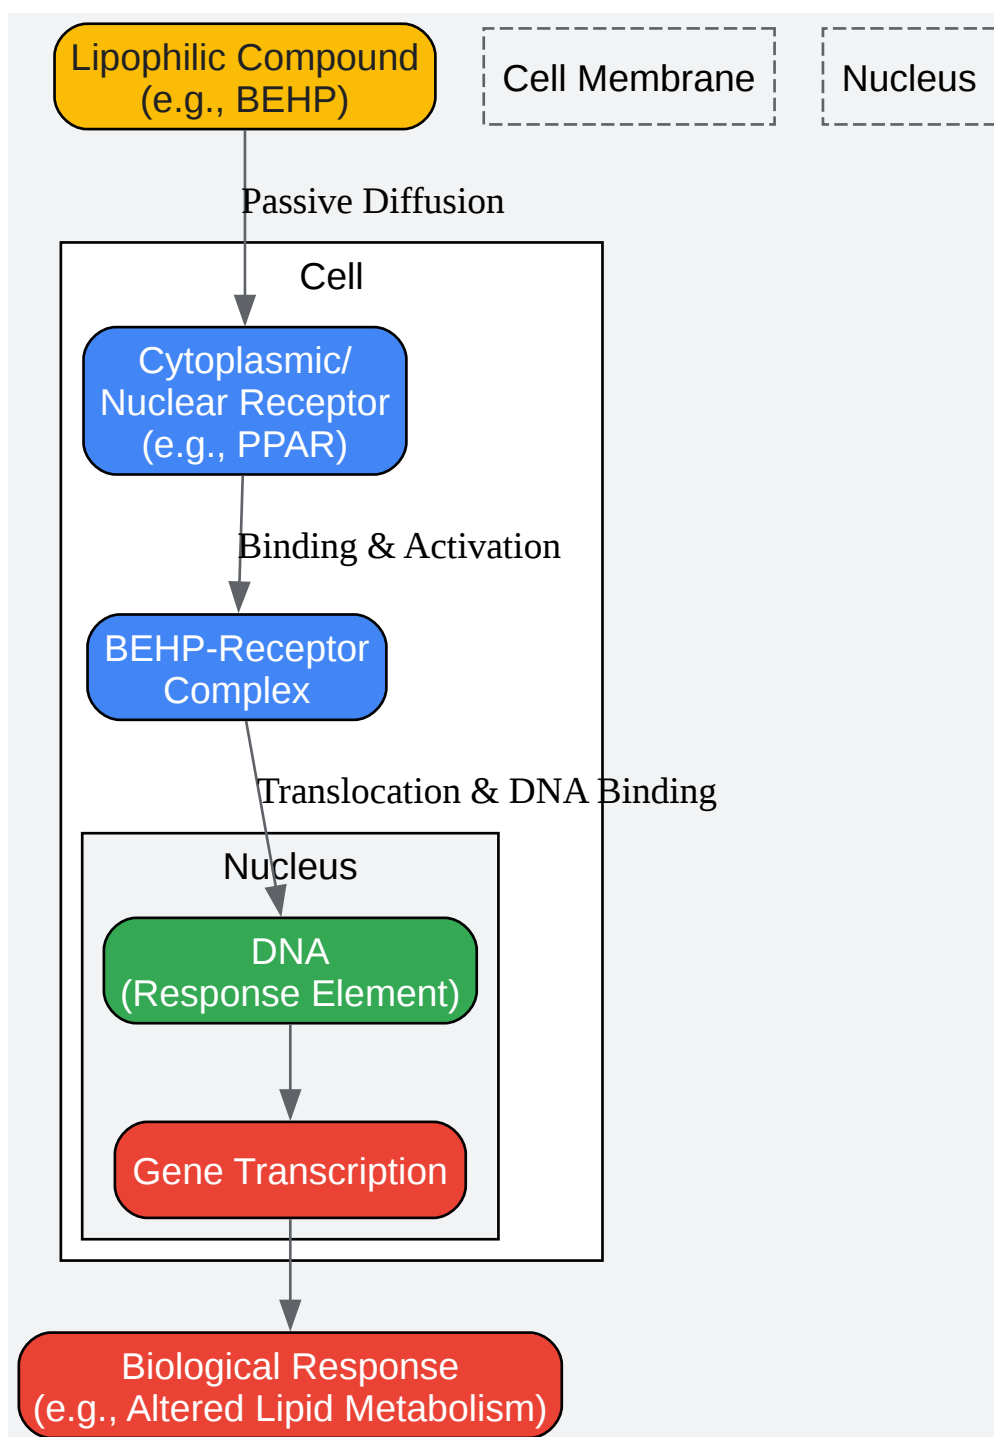 Lipophilic Compound
(e.g., BEHP)
Cell Membrane
Nucleus
Passive Diffusion
Cell
Cytoplasmic/
Nuclear Receptor
(e.g., PPAR)
Binding & Activation
BEHP-Receptor
Complex
Translocation & DNA Binding
Nucleus
DNA
(Response Element)
Gene Transcription
Biological Response
(e.g., Altered Lipid Metabolism)